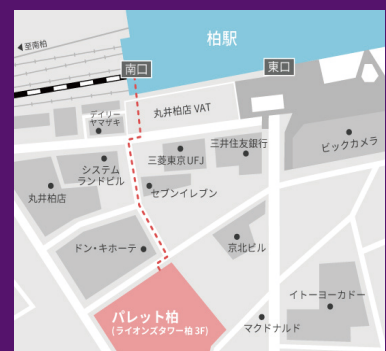 柏駅
◀至南柏
南口
東口
デイリー
ヤマザキ
丸井柏店 VAT
ビックカメラ
三井住友銀行
三菱東京UFJ
システム
ランドビル
丸井柏店
セブンイレブン
ドン・キホーテ
京北ビル
イトーヨーカドー
パレット柏
(ライオンズタワー柏 3F)
マクドナルド